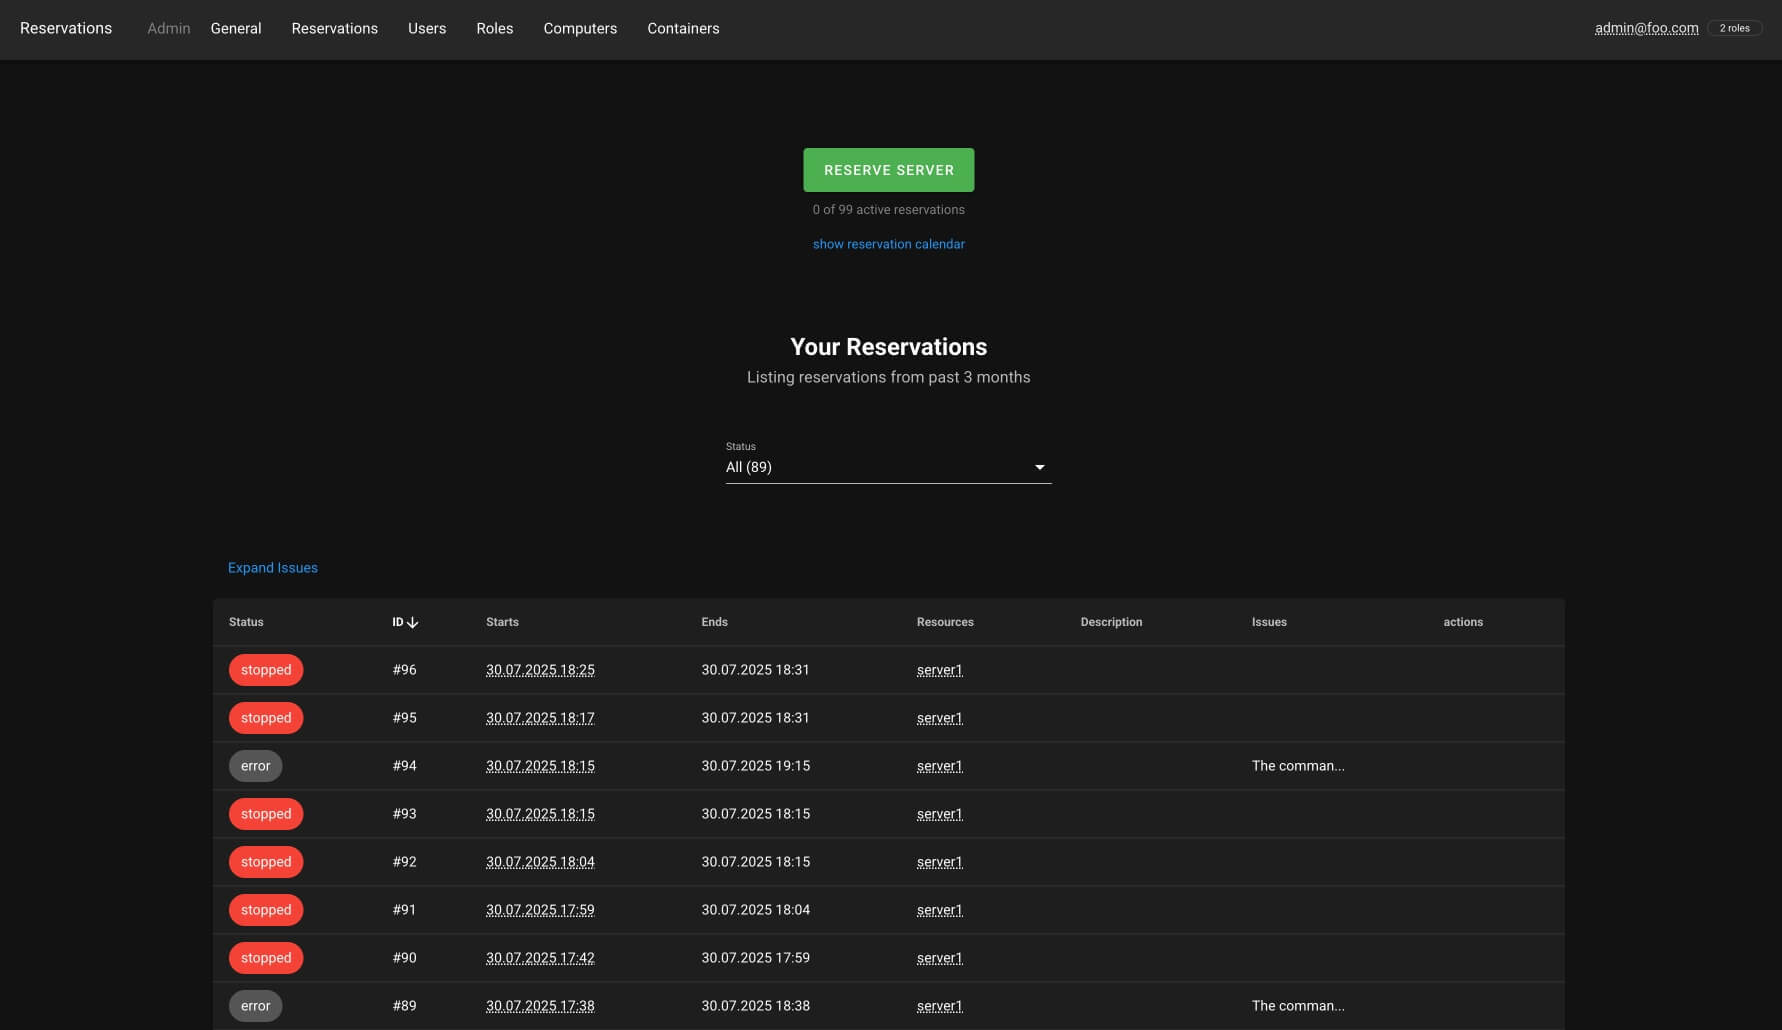 Reservations Admin General Reservations Users Roles Computers Containers admin@foo.com 2 roles
RESERVE SERVER
0 of 99 active reservations
show reservation calendar
Your Reservations
Listing reservations from past 3 months
Status
All (89)
Expand Issues
Status ID Starts Ends Resources Description Issues actions
stopped #96 30.07.2025 18:25 30.07.2025 18:31 server1
stopped #95 30.07.2025 18:17 30.07.2025 18:31 server1
error #94 30.07.2025 18:15 30.07.2025 19:15 server1 The comman...
stopped #93 30.07.2025 18:15 30.07.2025 18:15 server1
stopped #92 30.07.2025 18:04 30.07.2025 18:15 server1
stopped #91 30.07.2025 17:59 30.07.2025 18:04 server1
stopped #90 30.07.2025 17:42 30.07.2025 17:59 server1
error #89 30.07.2025 17:38 30.07.2025 18:38 server1 The comman...